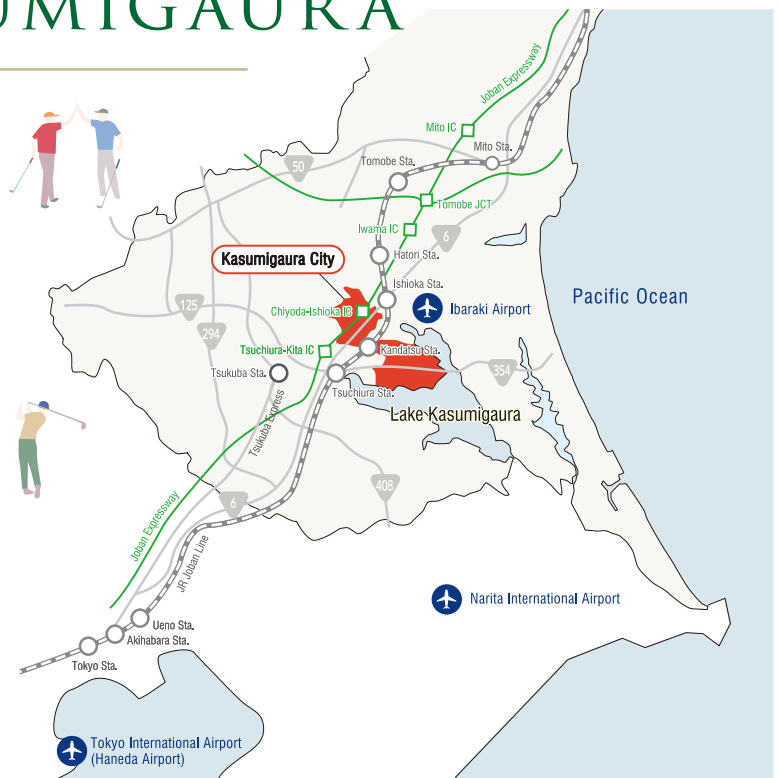 UMIGAURA
Joban Expressway
Mito IC
Mito Sta.
50
Tomobe Sta.
Tomobe JCT
Iwama IC
6
Kasumigaura City
Hatori Sta.
Ishioka Sta.
125
Chiyoda-Ishioka IC
Ibaraki Airport
Pacific Ocean
294
Tsuchiura-Kita IC
Kandatsu Sta.
Tsukuba Sta.
354
Tsuchiura Sta.
Lake Kasumigaura
Tsukuba Express
408
6
Joban Expressway
JR Joban Line
Narita International Airport
Ueno Sta.
Akihabara Sta.
Tokyo Sta.
Tokyo International Airport
(Haneda Airport)